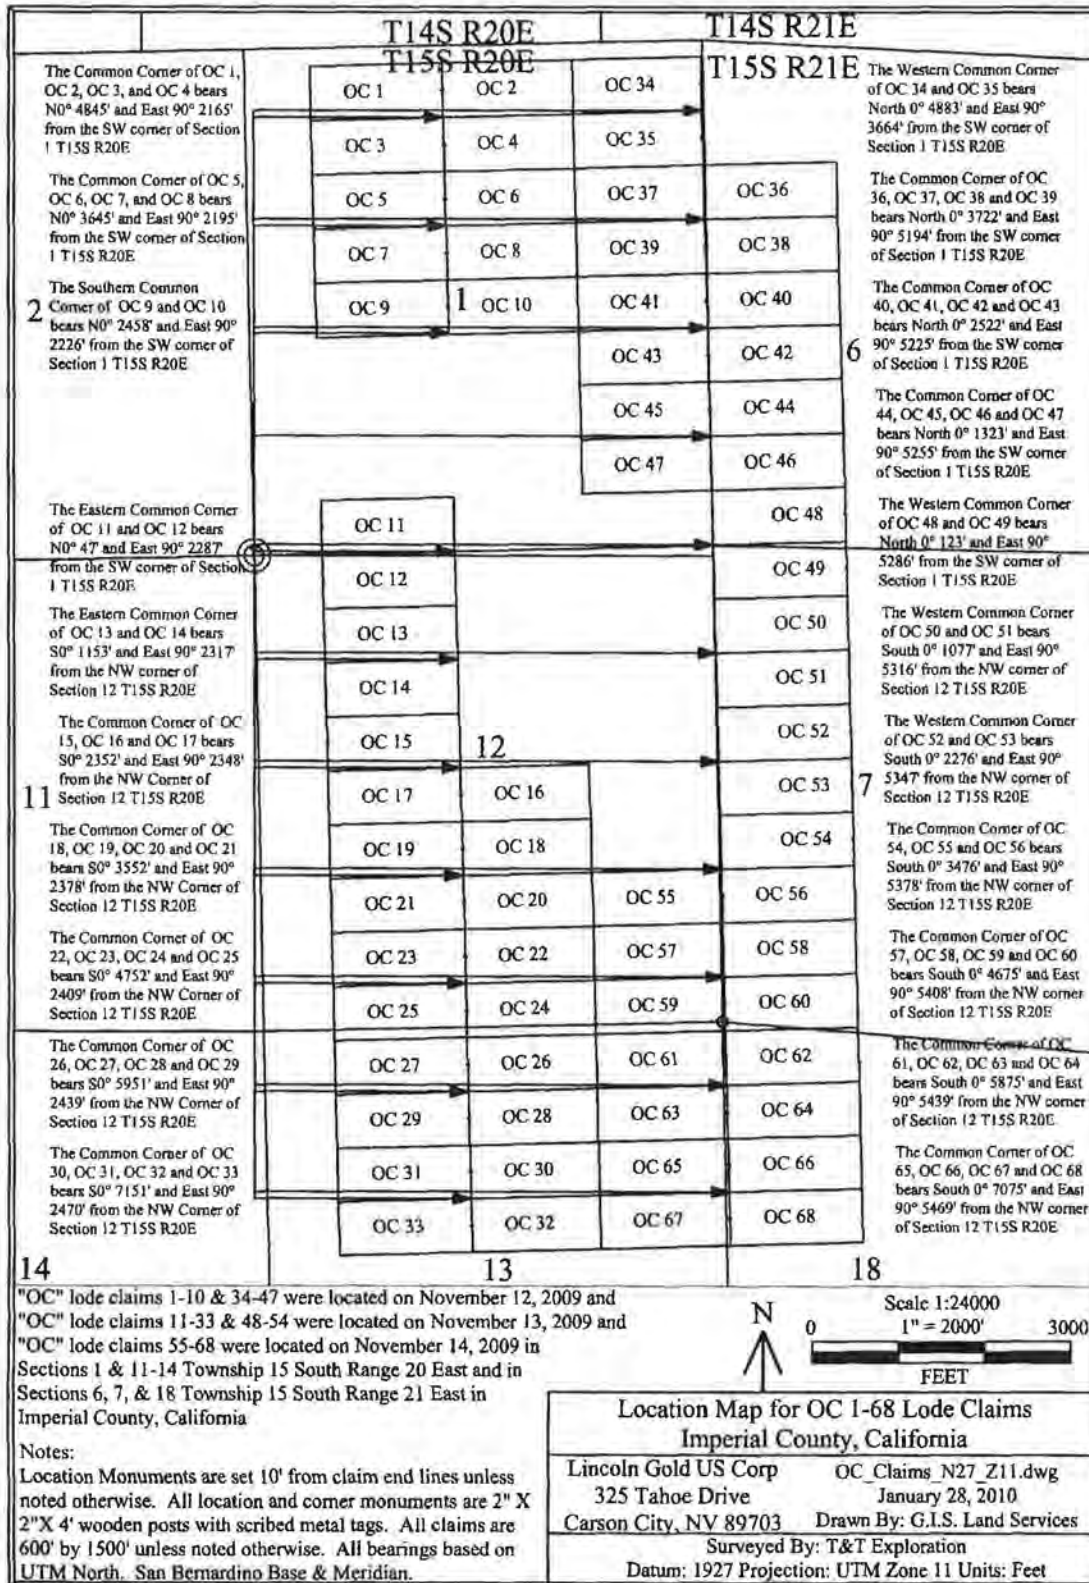 T14S R20E
T14S R21E
T15S R20E
T15S R21E
The Common Corner of OC 1,
OC 2, OC 3, and OC 4 bears
N0° 4845' and East 90° 2165'
from the SW corner of Section
1 T15S R20E
The Common Corner of OC 5,
OC 6, OC 7, and OC 8 bears
N0° 3645' and East 90° 2195'
from the SW corner of Section
1 T15S R20E
The Southern Common
Corner of OC 9 and OC 10
bears N0° 2458' and East 90°
2226' from the SW corner of
Section 1 T15S R20E
2
The Eastern Common Corner
of OC 11 and OC 12 bears
N0° 47' and East 90° 2287'
from the SW corner of Section
1 T15S R20E
The Eastern Common Corner
of OC 13 and OC 14 bears
S0° 1153' and East 90° 2317'
from the NW corner of
Section 12 T15S R20E
The Common Corner of OC
15, OC 16 and OC 17 bears
S0° 2352' and East 90° 2348'
from the NW Corner of
Section 12 T15S R20E
11
The Common Corner of OC
18, OC 19, OC 20 and OC 21
bears S0° 3552' and East 90°
2378' from the NW Corner of
Section 12 T15S R20E
The Common Corner of OC
22, OC 23, OC 24 and OC 25
bears S0° 4752' and East 90°
2409' from the NW Corner of
Section 12 T15S R20E
The Common Corner of OC
26, OC 27, OC 28 and OC 29
bears S0° 5951' and East 90°
2439' from the NW Corner of
Section 12 T15S R20E
The Common Corner of OC
30, OC 31, OC 32 and OC 33
bears S0° 7151' and East 90°
2470' from the NW Corner of
Section 12 T15S R20E
14
OC 1
OC 2
OC 34
OC 3
OC 4
OC 35
OC 5
OC 6
OC 37
OC 36
OC 7
OC 8
OC 39
OC 38
OC 9
1
OC 10
OC 41
OC 40
OC 43
OC 42
6
OC 45
OC 44
OC 47
OC 46
OC 11
OC 48
OC 12
OC 49
OC 13
OC 50
OC 14
OC 51
OC 15
12
OC 52
OC 17
OC 16
OC 53
7
OC 19
OC 18
OC 54
OC 21
OC 20
OC 55
OC 56
OC 23
OC 22
OC 57
OC 58
OC 25
OC 24
OC 59
OC 60
OC 27
OC 26
OC 61
OC 62
OC 29
OC 28
OC 63
OC 64
OC 31
OC 30
OC 65
OC 66
OC 33
OC 32
OC 67
OC 68
13
18
The Western Common Corner
of OC 34 and OC 35 bears
North 0° 4883' and East 90°
3664' from the SW corner of
Section 1 T15S R20E
The Common Corner of OC
36, OC 37, OC 38 and OC 39
bears North 0° 3722' and East
90° 5194' from the SW corner
of Section 1 T15S R20E
The Common Corner of OC
40, OC 41, OC 42 and OC 43
bears North 0° 2522' and East
90° 5225' from the SW corner
of Section 1 T15S R20E
The Common Corner of OC
44, OC 45, OC 46 and OC 47
bears North 0° 1323' and East
90° 5255' from the SW corner
of Section 1 T15S R20E
The Western Common Corner
of OC 48 and OC 49 bears
North 0° 123' and East 90°
5286' from the SW corner of
Section 1 T15S R20E
The Western Common Corner
of OC 50 and OC 51 bears
South 0° 1077' and East 90°
5316' from the NW corner of
Section 12 T15S R20E
The Western Common Corner
of OC 52 and OC 53 bears
South 0° 2276' and East 90°
5347' from the NW corner of
Section 12 T15S R20E
The Common Corner of OC
54, OC 55 and OC 56 bears
South 0° 3476' and East 90°
5378' from the NW corner of
Section 12 T15S R20E
The Common Corner of OC
57, OC 58, OC 59 and OC 60
bears South 0° 4675' and East
90° 5408' from the NW corner
of Section 12 T15S R20E
The Common Corner of OC
61, OC 62, OC 63 and OC 64
bears South 0° 5875' and East
90° 5439' from the NW corner
of Section 12 T15S R20E
The Common Corner of OC
65, OC 66, OC 67 and OC 68
bears South 0° 7075' and East
90° 5469' from the NW corner
of Section 12 T15S R20E
"OC" lode claims 1-10 & 34-47 were located on November 12, 2009 and
"OC" lode claims 11-33 & 48-54 were located on November 13, 2009 and
"OC" lode claims 55-68 were located on November 14, 2009 in
Sections 1 & 11-14 Township 15 South Range 20 East and in
Sections 6, 7, & 18 Township 15 South Range 21 East in
Imperial County, California
Notes:
Location Monuments are set 10' from claim end lines unless
noted otherwise. All location and corner monuments are 2" X
2"X 4' wooden posts with scribed metal tags. All claims are
600' by 1500' unless noted otherwise. All bearings based on
UTM North. San Bernardino Base & Meridian.
N
Scale 1:24000
0 1" = 2000' 3000
FEET
Location Map for OC 1-68 Lode Claims
Imperial County, California
Lincoln Gold US Corp
325 Tahoe Drive
Carson City, NV 89703
OC_Claims_N27_Z11.dwg
January 28, 2010
Drawn By: G.I.S. Land Services
Surveyed By: T&T Exploration
Datum: 1927 Projection: UTM Zone 11 Units: Feet